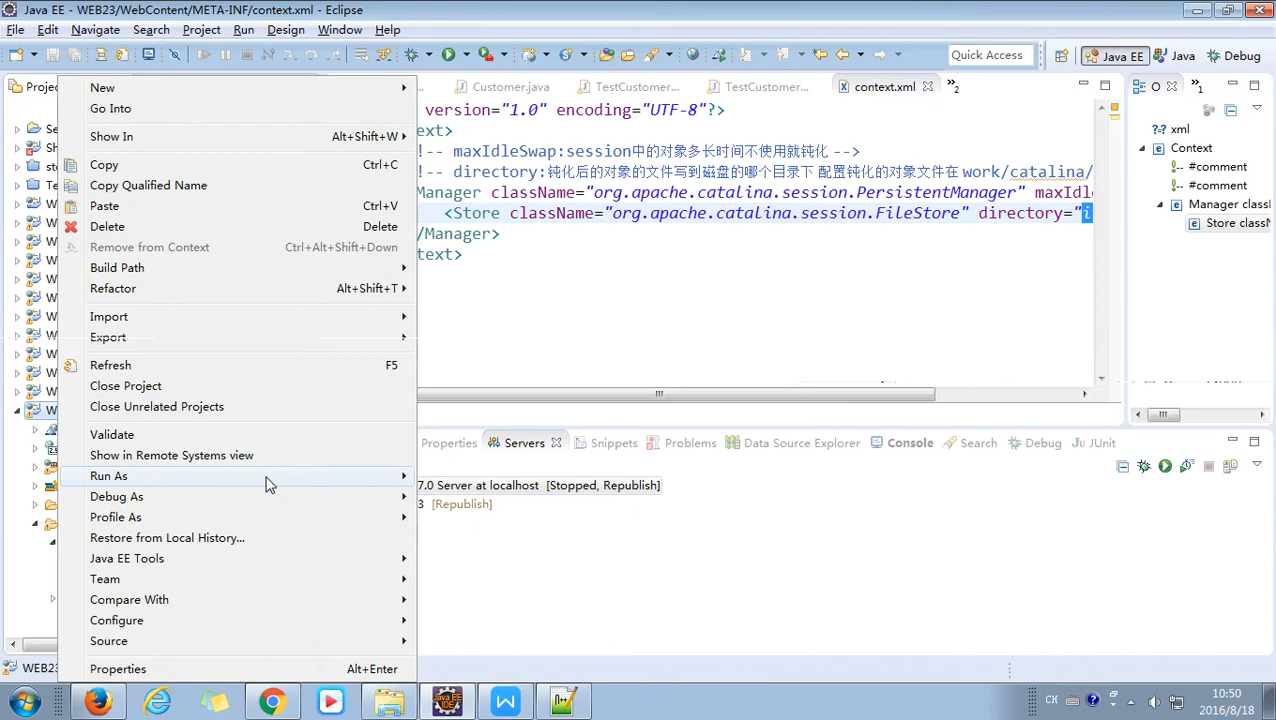 Java EE - WEB23/WebContent/META-INF/context.xml - Eclipse
File Edit Navigate Search Project Run Design Window Help
Quick Access
Java EE Java Debug
Proje
New
Go Into
Show In Alt+Shift+W
Copy Ctrl+C
Copy Qualified Name
Paste Ctrl+V
Delete Delete
Remove from Context Ctrl+Alt+Shift+Down
Build Path
Refactor Alt+Shift+T
Import
Export
Refresh F5
Close Project
Close Unrelated Projects
Validate
Show in Remote Systems view
Run As
Debug As
Profile As
Restore from Local History...
Java EE Tools
Team
Compare With
Configure
Source
Properties Alt+Enter
Customer.java TestCustomer... TestCustomer... context.xml »2
version="1.0" encoding="UTF-8"?>
ext>
!-- maxIdleSwap:session中的对象多长时间不使用就钝化 -->
!-- directory:钝化后的对象的文件写到磁盘的哪个目录下 配置钝化的对象文件在 work/catalina/
Manager className="org.apache.catalina.session.PersistentManager" maxIdl
<Store className="org.apache.catalina.session.FileStore" directory="i
/Manager>
text>
O »1
xml
Context
#comment
#comment
Manager classI
Store classN
Properties Servers Snippets Problems Data Source Explorer Console Search Debug JUnit
7.0 Server at localhost [Stopped, Republish]
3 [Republish]
WEB23
CH 10:50
2016/8/18